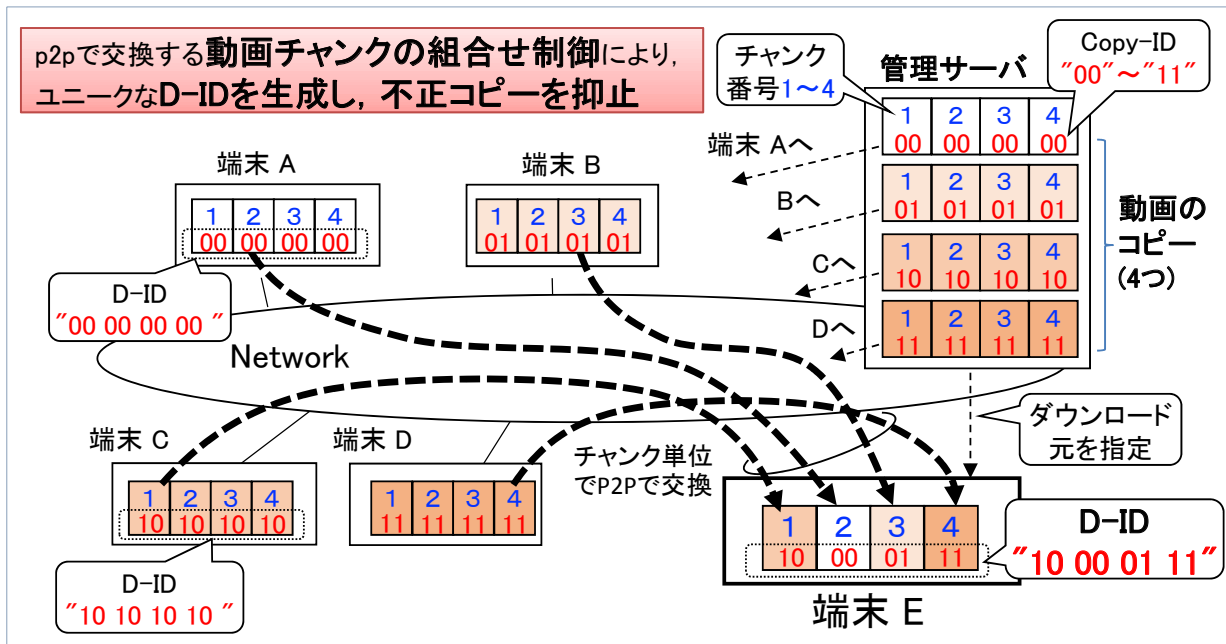 p2pで交換する動画チャンクの組合せ制御により,
ユニークなD-IDを生成し, 不正コピーを抑止
チャンク
番号1～4
管理サーバ
Copy-ID
"00"～"11"
1 2 3 4
00 00 00 00
1 2 3 4
01 01 01 01
1 2 3 4
10 10 10 10
1 2 3 4
11 11 11 11
端末 Aへ
Bへ
Cへ
Dへ
動画の
コピー
(4つ)
端末 A
1 2 3 4
00 00 00 00
D-ID
"00 00 00 00 "
端末 B
1 2 3 4
01 01 01 01
Network
端末 C
1 2 3 4
10 10 10 10
D-ID
"10 10 10 10 "
端末 D
1 2 3 4
11 11 11 11
チャンク単位
でP2Pで交換
ダウンロード
元を指定
1 2 3 4
10 00 01 11
D-ID
"10 00 01 11"
端末 E